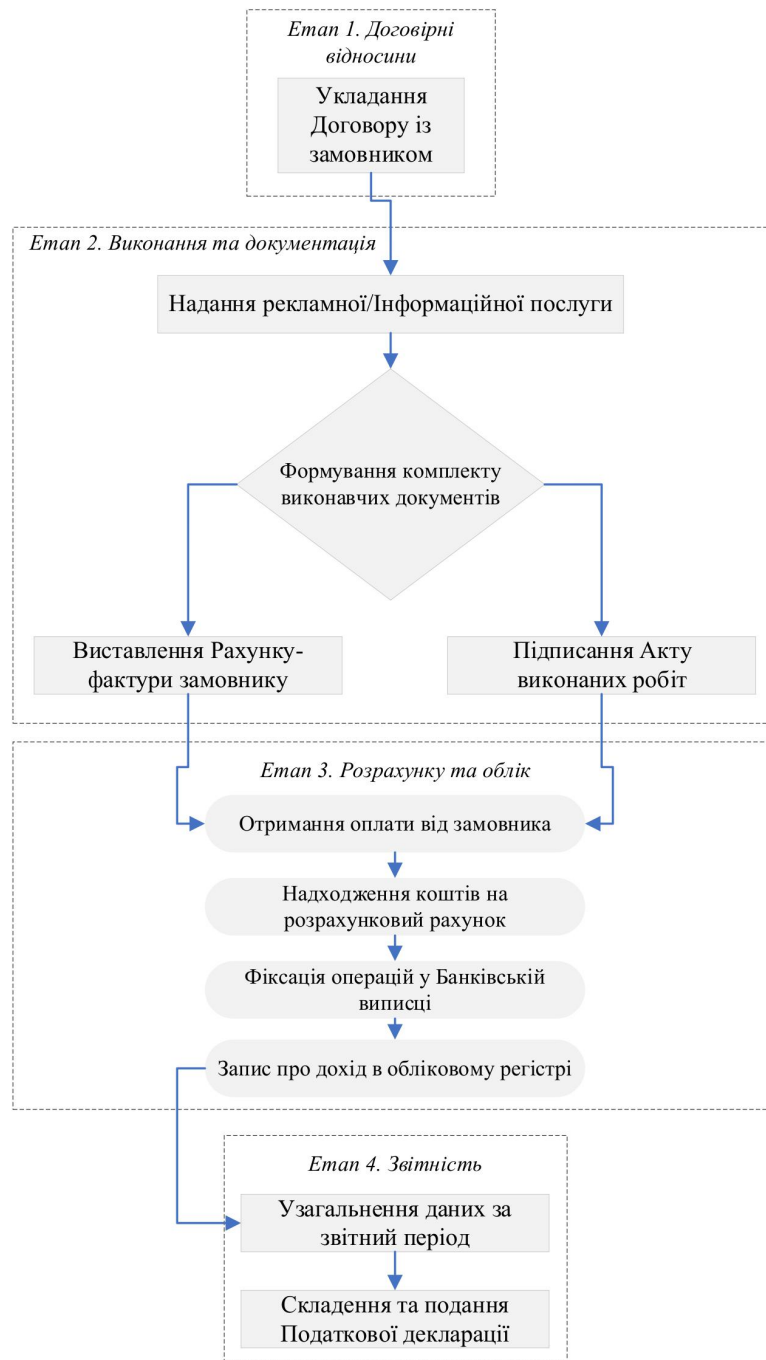 Етап 1. Договірні
відносини
Укладання
Договору із
замовником
Етап 2. Виконання та документація
Надання рекламної/Інформаційної послуги
Формування комплекту
виконавчих документів
Виставлення Рахунку-
фактури замовнику
Підписання Акту
виконаних робіт
Етап 3. Розрахунку та облік
Отримання оплати від замовника
Надходження коштів на
розрахунковий рахунок
Фіксація операцій у Банківській
виписці
Запис про дохід в обліковому регістрі
Етап 4. Звітність
Узагальнення даних за
звітний період
Складення та подання
Податкової декларації